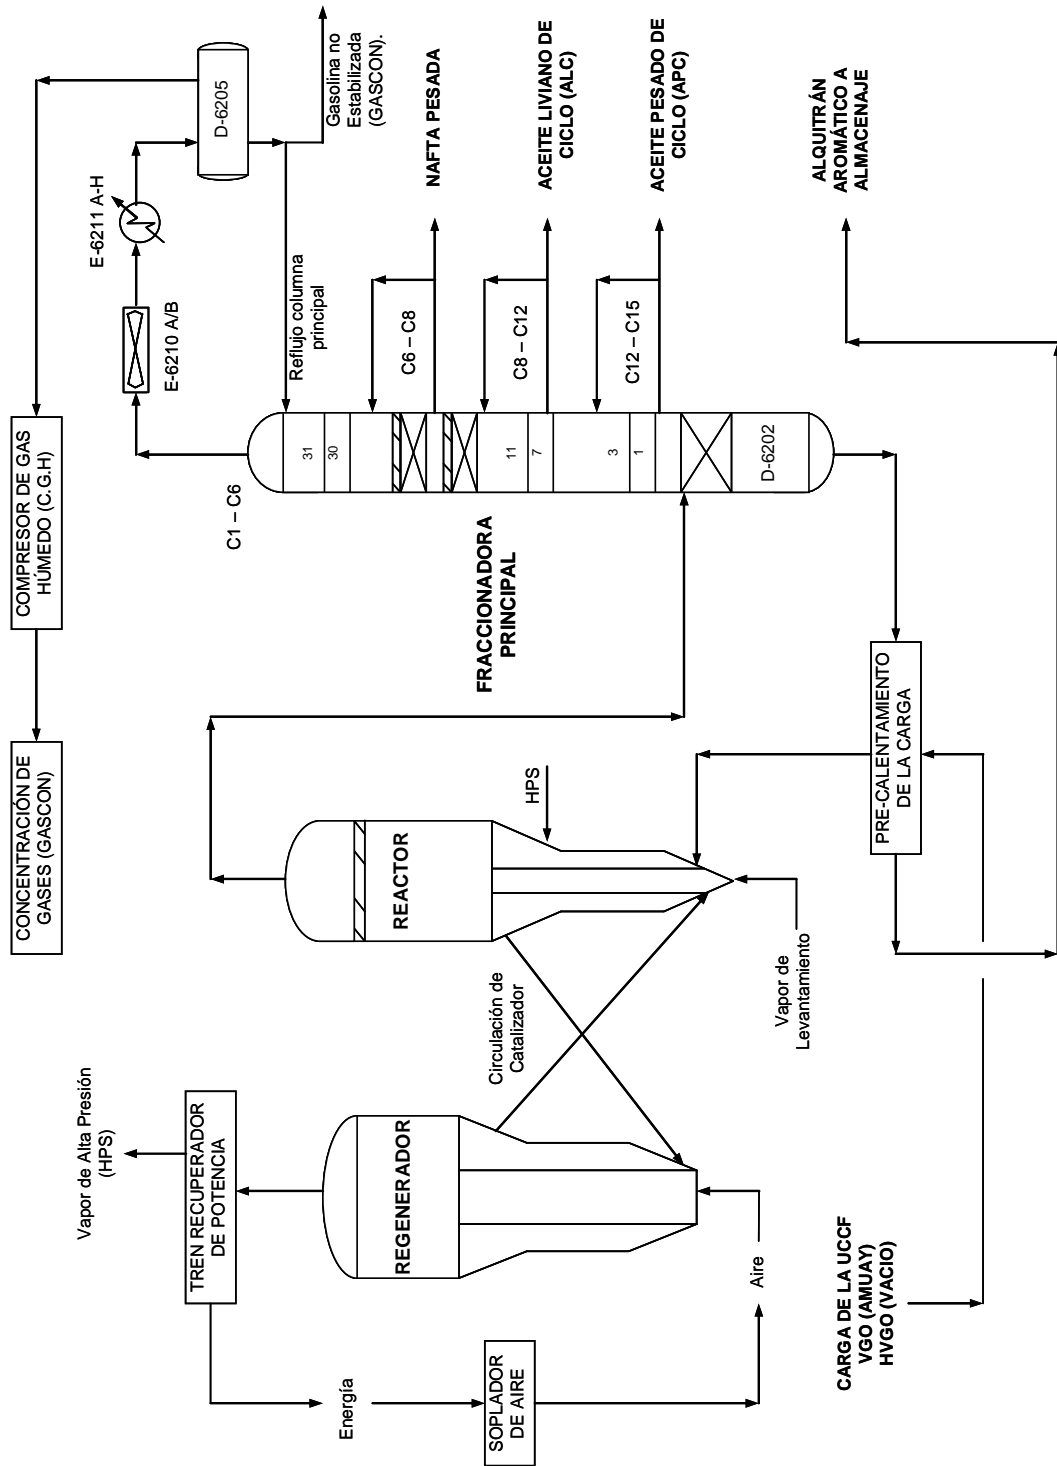 CONCENTRACIÓN DE
GASES (GASCON)
COMPRESOR DE GAS
HÚMEDO (C.G.H)
Vapor de Alta Presión
(HPS)
TREN RECUPERADOR
DE POTENCIA
Energía
SOPLADOR
DE AIRE
Aire
REGENERADOR
Circulación de
Catalizador
REACTOR
HPS
Vapor de
Levantamiento
CARGA DE LA UCCF
VGO (AMUAY)
HVGO (VACIO)
PRE-CALENTAMIENTO
DE LA CARGA
FRACCIONADORA
PRINCIPAL
C1 – C6
31
30
11
7
3
1
D-6202
E-6210 A/B
E-6211 A-H
D-6205
Reflujo columna
principal
Gasolina no
Estabilizada
(GASCON).
C6 – C8
NAFTA PESADA
C8 – C12
ACEITE LIVIANO DE
CICLO (ALC)
C12 – C15
ACEITE PESADO DE
CICLO (APC)
ALQUITRÁN
AROMÁTICO A
ALMACENAJE